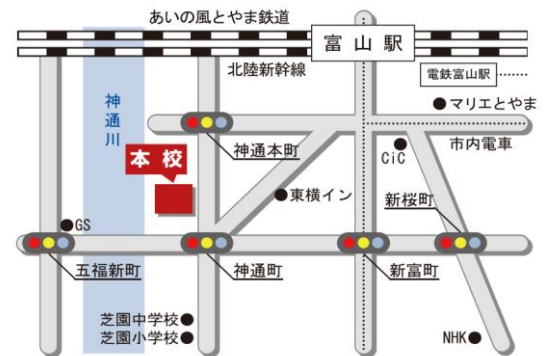 あいの風とやま鉄道
富山駅
北陸新幹線
電鉄富山駅
神通川
マリエとやま
神通本町
市内電車
CiC
本校
東横イン
新桜町
GS
五福新町
神通町
新富町
芝園中学校
芝園小学校
NHK